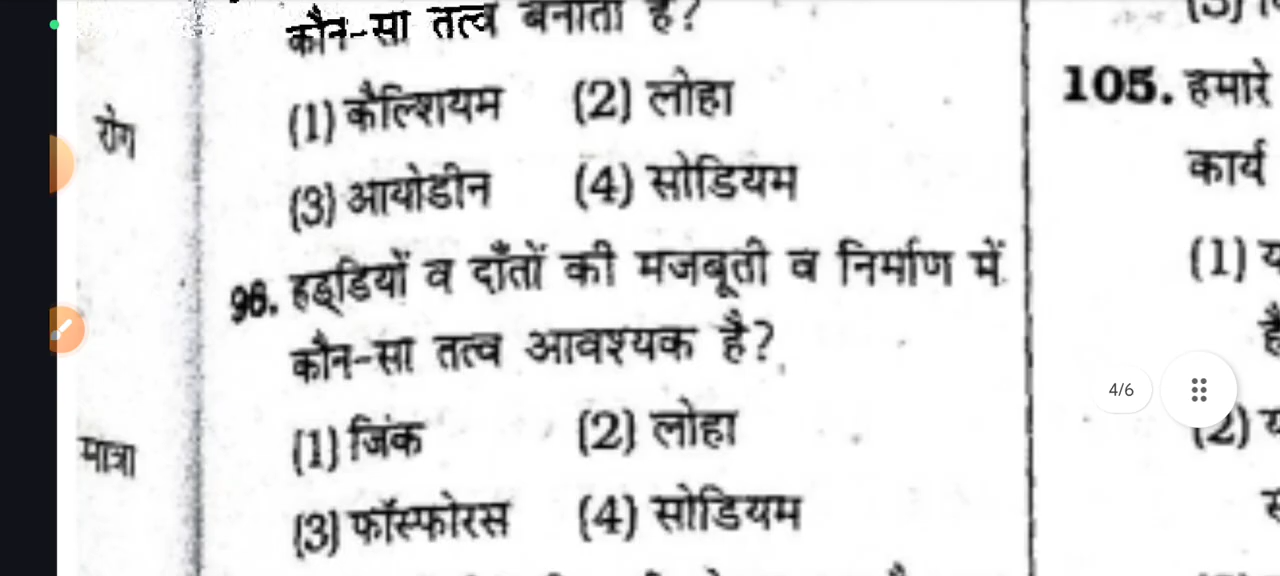 कौन-सा तत्व बनाता है?
(1) कैल्शियम (2) लोहा
(3) आयोडीन (4) सोडियम
96. हड्डियों व दाँतों की मजबूती व निर्माण में
कौन-सा तत्व आवश्यक है?
(1) जिंक (2) लोहा
(3) फॉस्फोरस (4) सोडियम
रोग
मात्रा
105. हमारे
कार्य
(1)
(2)
4/6